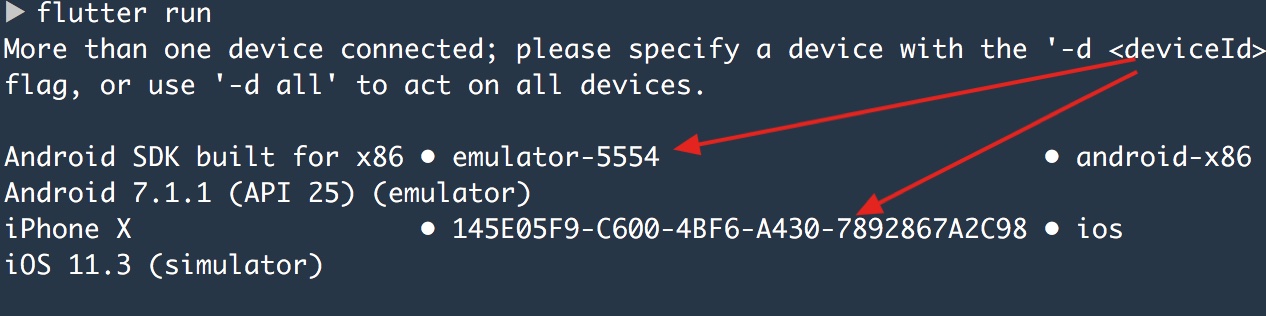 ▶ flutter run
More than one device connected; please specify a device with the '-d <deviceId>
flag, or use '-d all' to act on all devices.
Android SDK built for x86 • emulator-5554 • android-x86
Android 7.1.1 (API 25) (emulator)
iPhone X • 145E05F9-C600-4BF6-A430-7892867A2C98 • ios
iOS 11.3 (simulator)